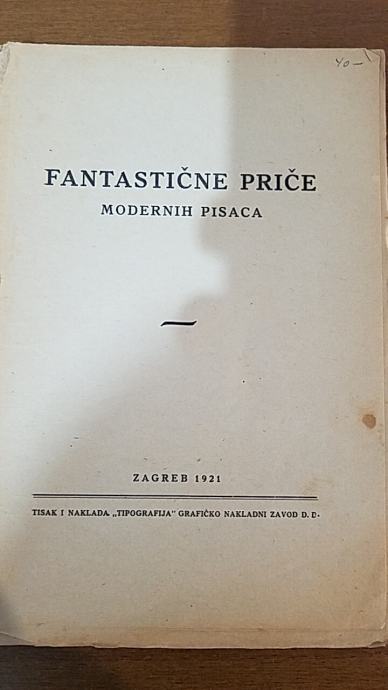 40—
FANTASTIČNE PRIČE
MODERNIH PISACA
ZAGREB 1921
TISAK I NAKLADA „TIPOGRAFIJA" GRAFIČKO NAKLADNI ZAVOD D. D.